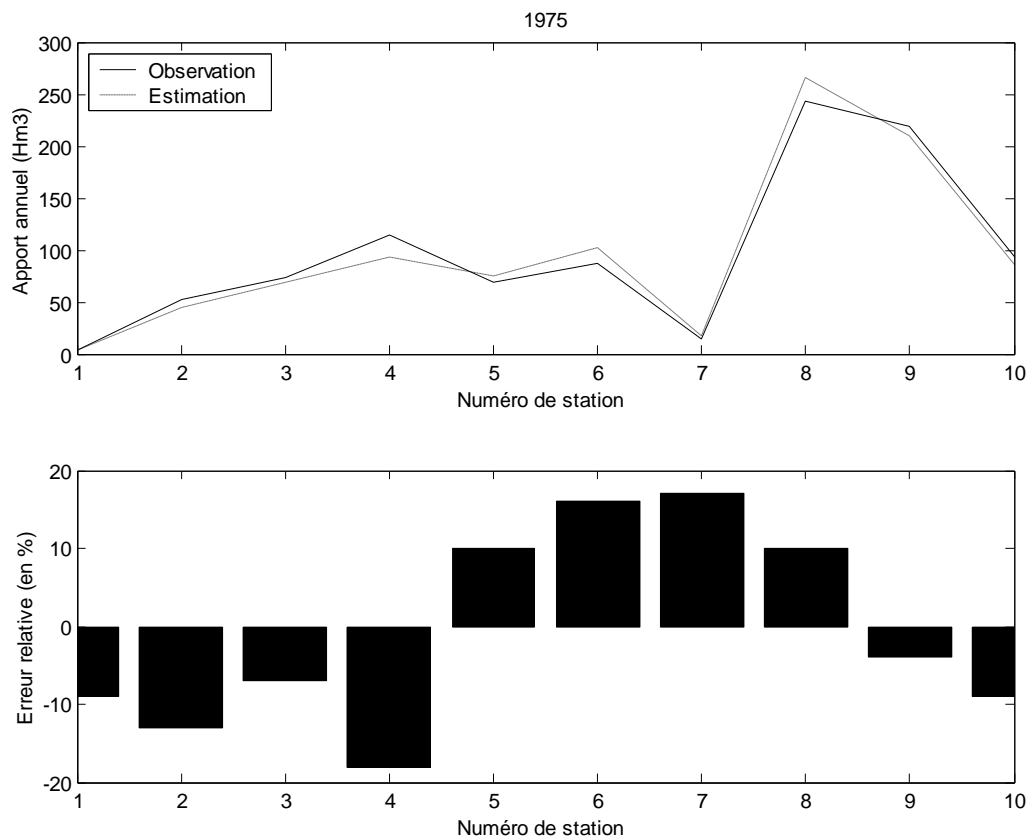 1975
300
250
200
150
100
50
0
Apport annuel (Hm3)
Observation
Estimation
1 2 3 4 5 6 7 8 9 10
Numéro de station
20
10
0
-10
-20
Erreur relative (en %)
1 2 3 4 5 6 7 8 9 10
Numéro de station